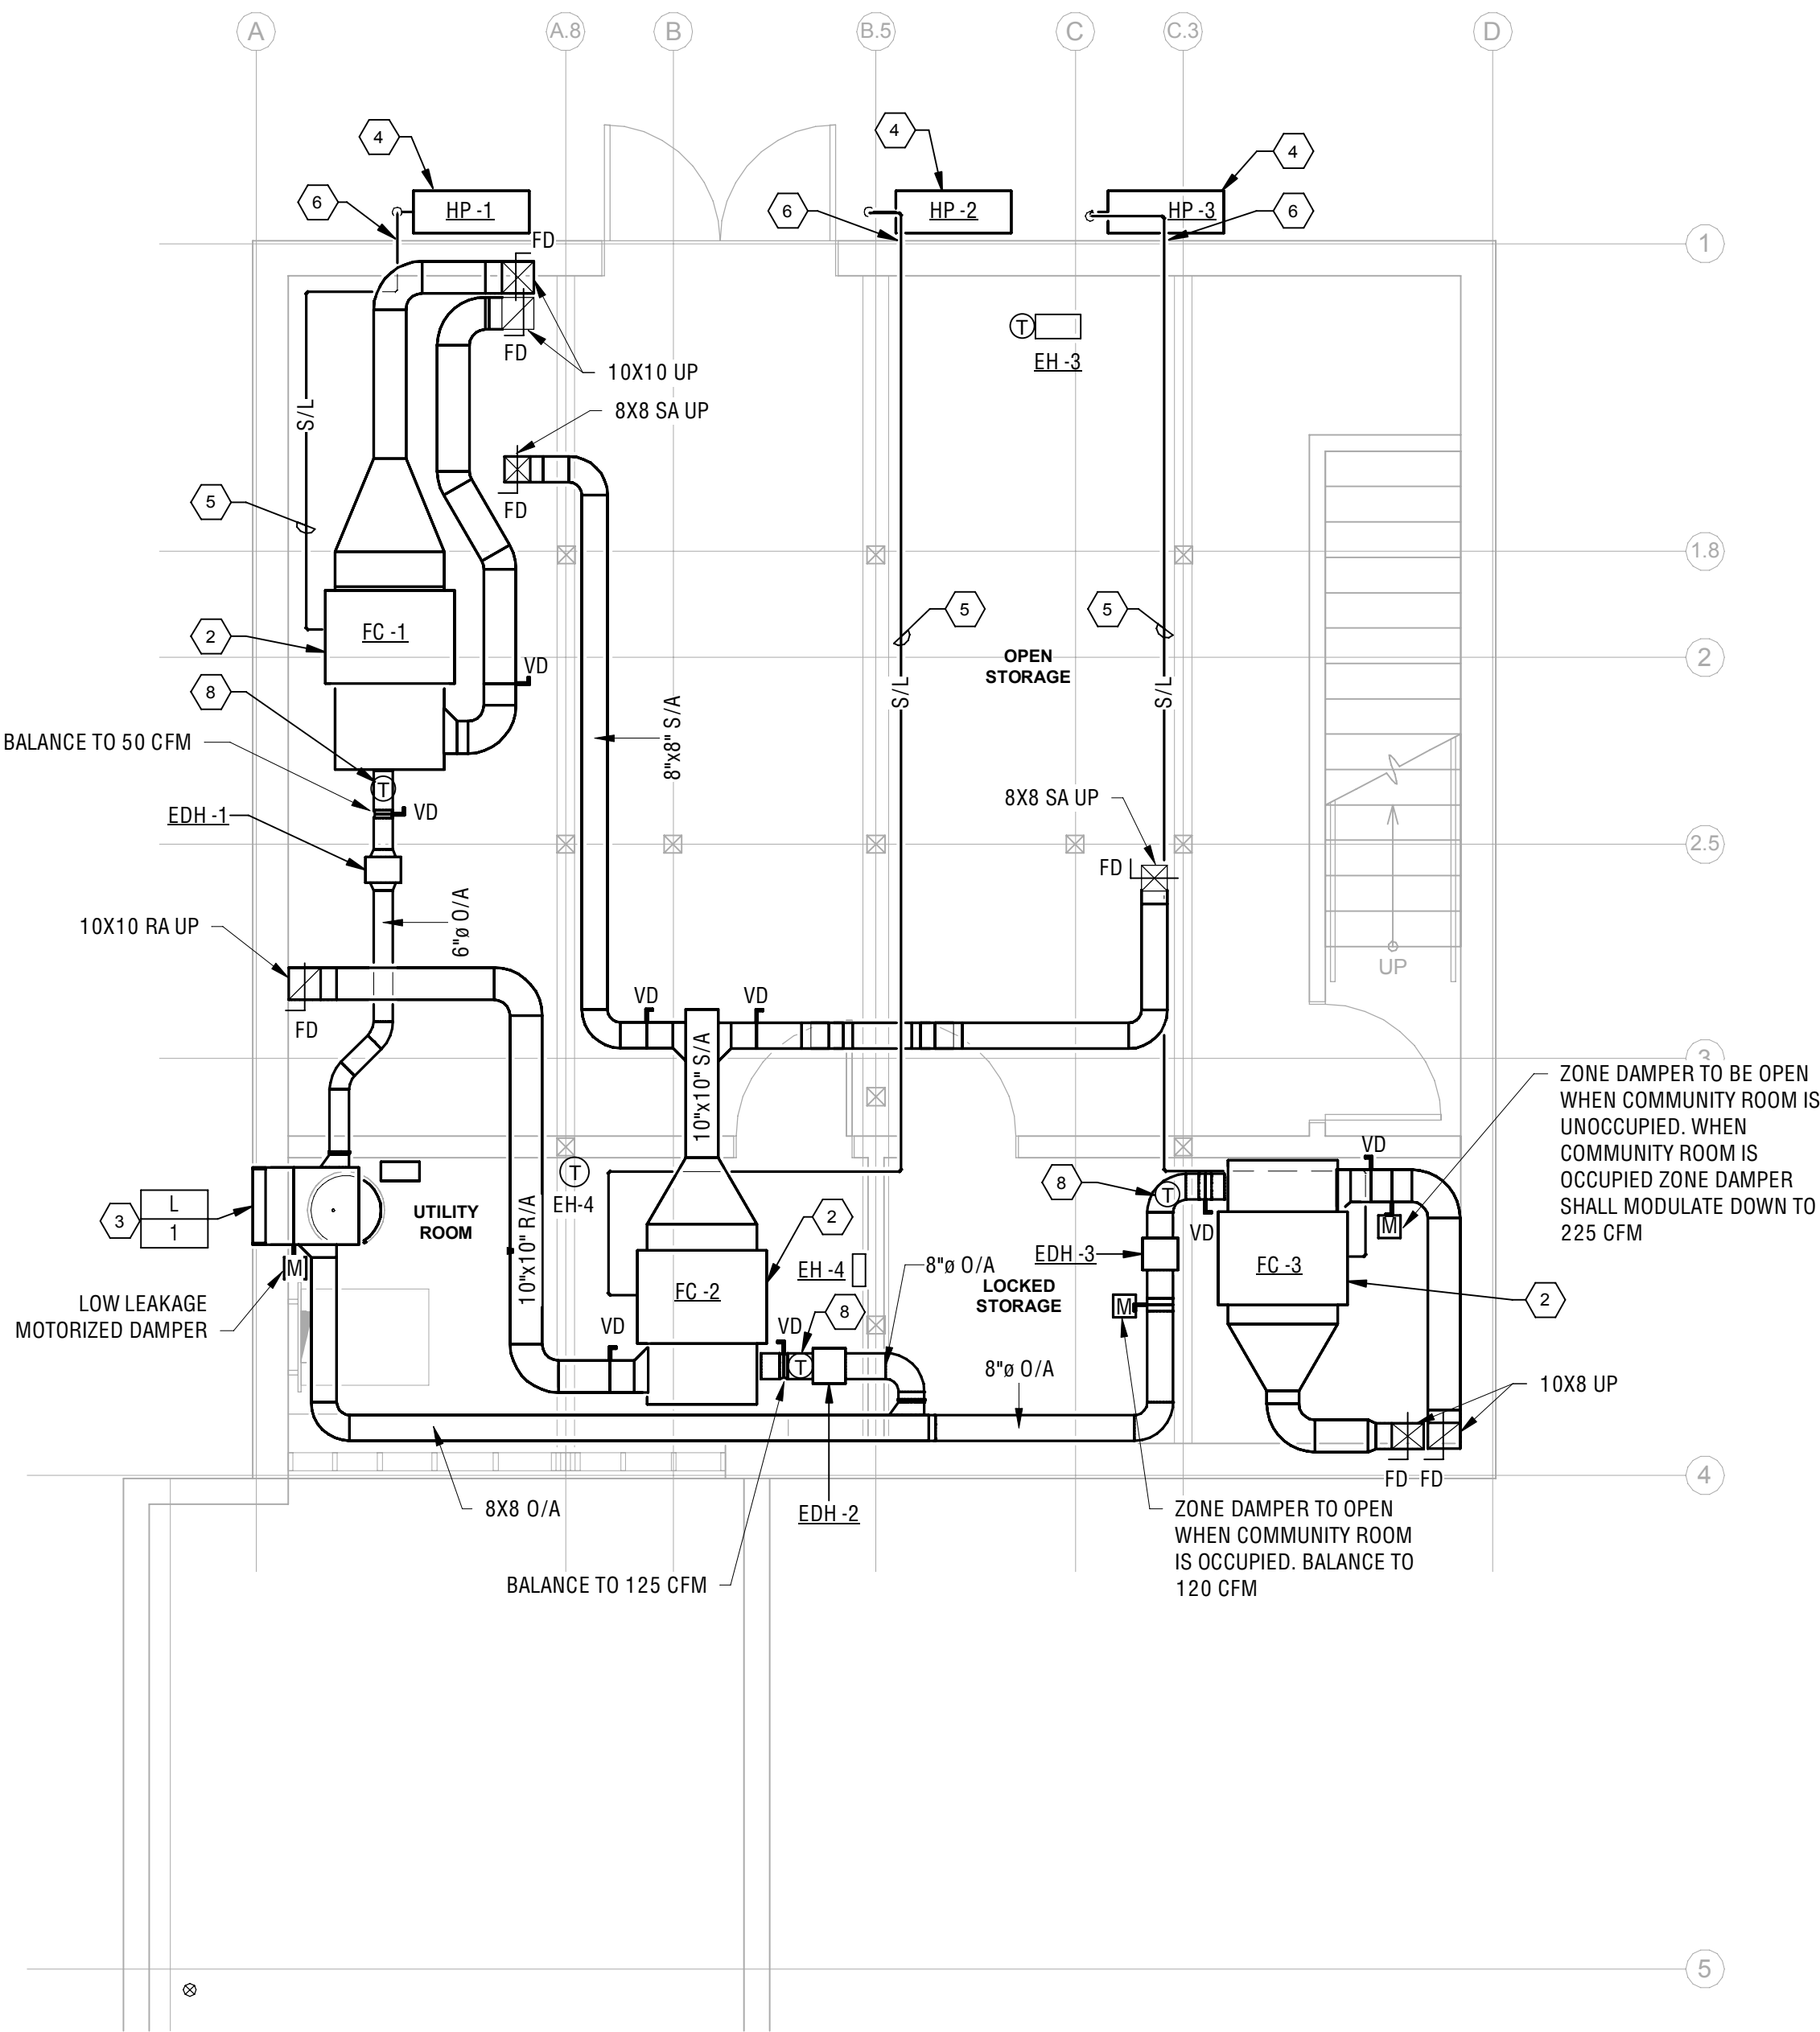 A
A.8
B
B.5
C
C.3
D
4
4
4
6
HP -1
6
HP -2
HP -3
6
1
FD
T
EH -3
FD
10X10 UP
8X8 SA UP
S/L
5
FD
1.8
5
5
2
FC -1
OPEN
STORAGE
2
VD
8
S/L
S/L
8"x8" S/A
BALANCE TO 50 CFM
T
VD
EDH -1
8X8 SA UP
2.5
FD
6"ø O/A
10X10 RA UP
UP
FD
VD
VD
10"x10" S/A
3
ZONE DAMPER TO BE OPEN
WHEN COMMUNITY ROOM IS
UNOCCUPIED. WHEN
COMMUNITY ROOM IS
OCCUPIED ZONE DAMPER
SHALL MODULATE DOWN TO
225 CFM
VD
T
EH-4
8
T
3
L
1
UTILITY
ROOM
10"x10" R/A
2
VD
M
M
EH -4
8"ø O/A
EDH -3
FC -3
FC -2
LOCKED
STORAGE
M
2
LOW LEAKAGE
MOTORIZED DAMPER
VD
VD
8
T
8"ø O/A
10X8 UP
FD
FD
8X8 O/A
EDH -2
4
ZONE DAMPER TO OPEN
WHEN COMMUNITY ROOM
IS OCCUPIED. BALANCE TO
120 CFM
BALANCE TO 125 CFM
5